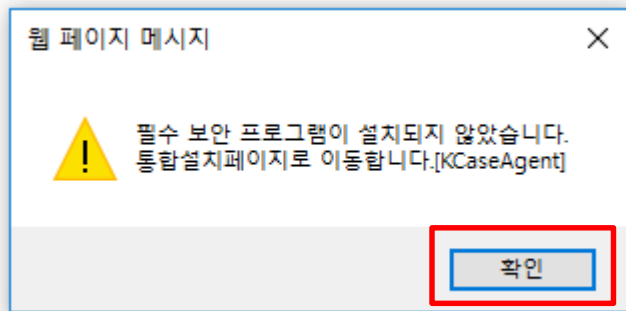 웹 페이지 메시지
필수 보안 프로그램이 설치되지 않았습니다.
통합설치페이지로 이동합니다.[KCaseAgent]
확인